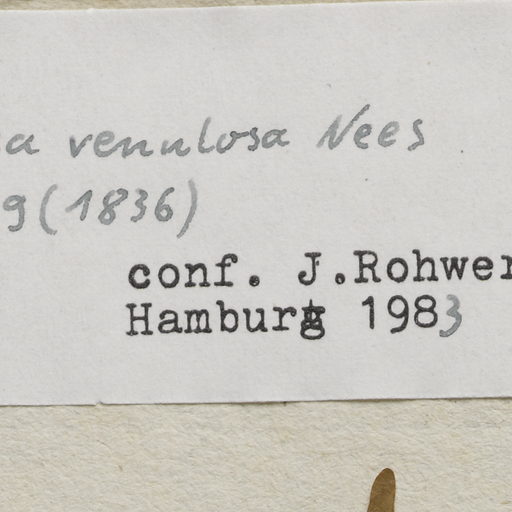 a venulosa Nees
9 (1836)
conf. J.Rohwer
Hamburg 1983